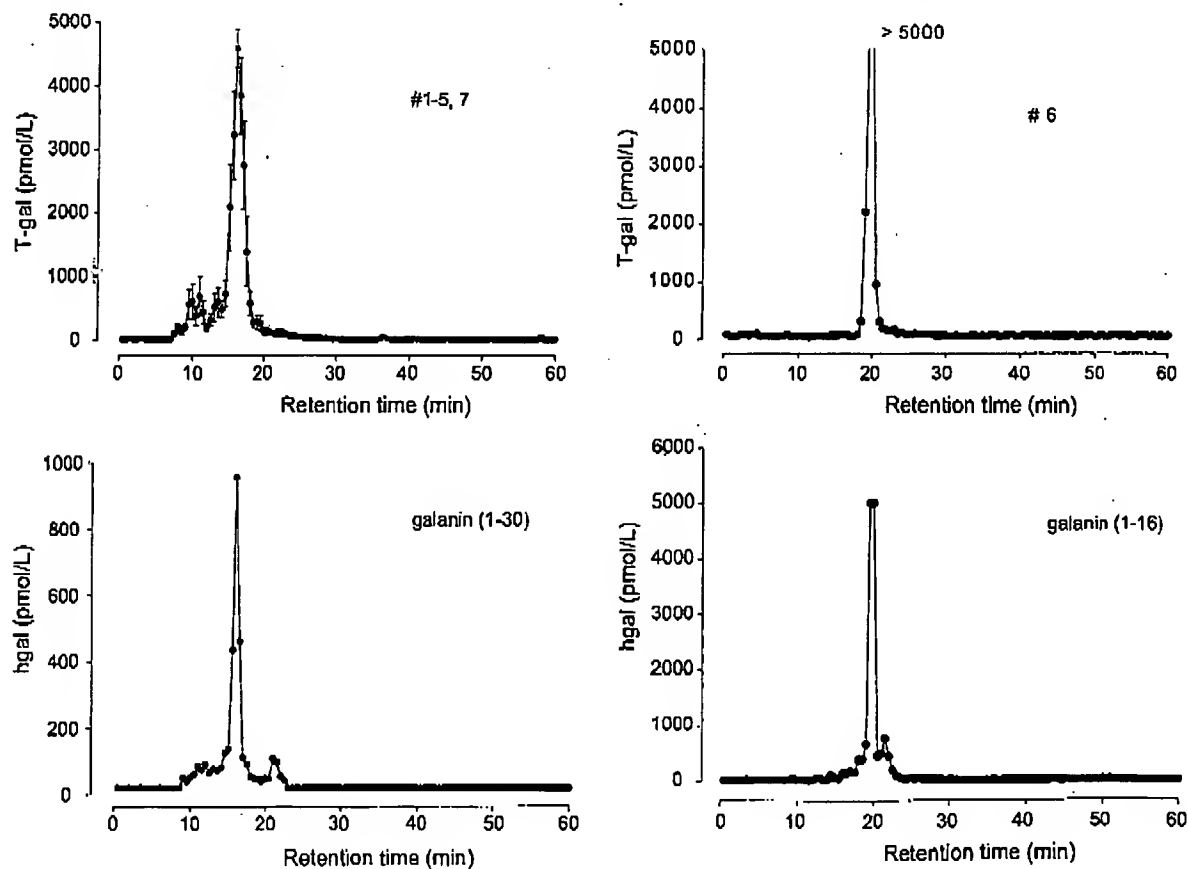 5000
4000
3000
2000
1000
0
T-gal (pmol/L)
#1-5, 7
0 10 20 30 40 50 60
Retention time (min)
> 5000
5000
4000
3000
2000
1000
0
T-gal (pmol/L)
# 6
0 10 20 30 40 50 60
Retention time (min)
1000
800
600
400
200
0
hgal (pmol/L)
galanin (1-30)
0 10 20 30 40 50 60
Retention time (min)
6000
5000
4000
3000
2000
1000
0
hgal (pmol/L)
galanin (1-16)
0 10 20 30 40 50 60
Retention time (min)